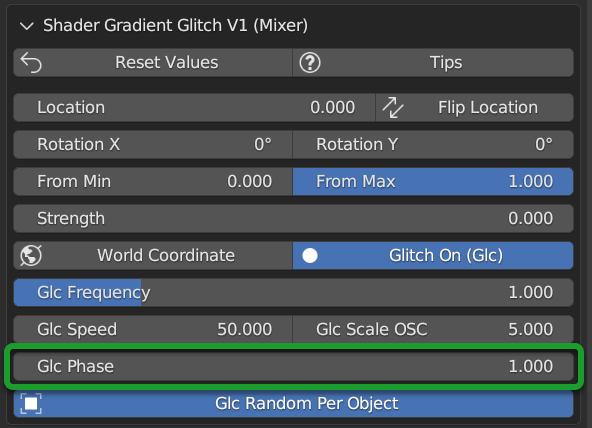 Shader Gradient Glitch V1 (Mixer)
Reset Values Tips
Location 0.000 Flip Location
Rotation X 0° Rotation Y 0°
From Min 0.000 From Max 1.000
Strength 0.000
World Coordinate Glitch On (Glc)
Glc Frequency 1.000
Glc Speed 50.000 Glc Scale OSC 5.000
Glc Phase 1.000
Glc Random Per Object